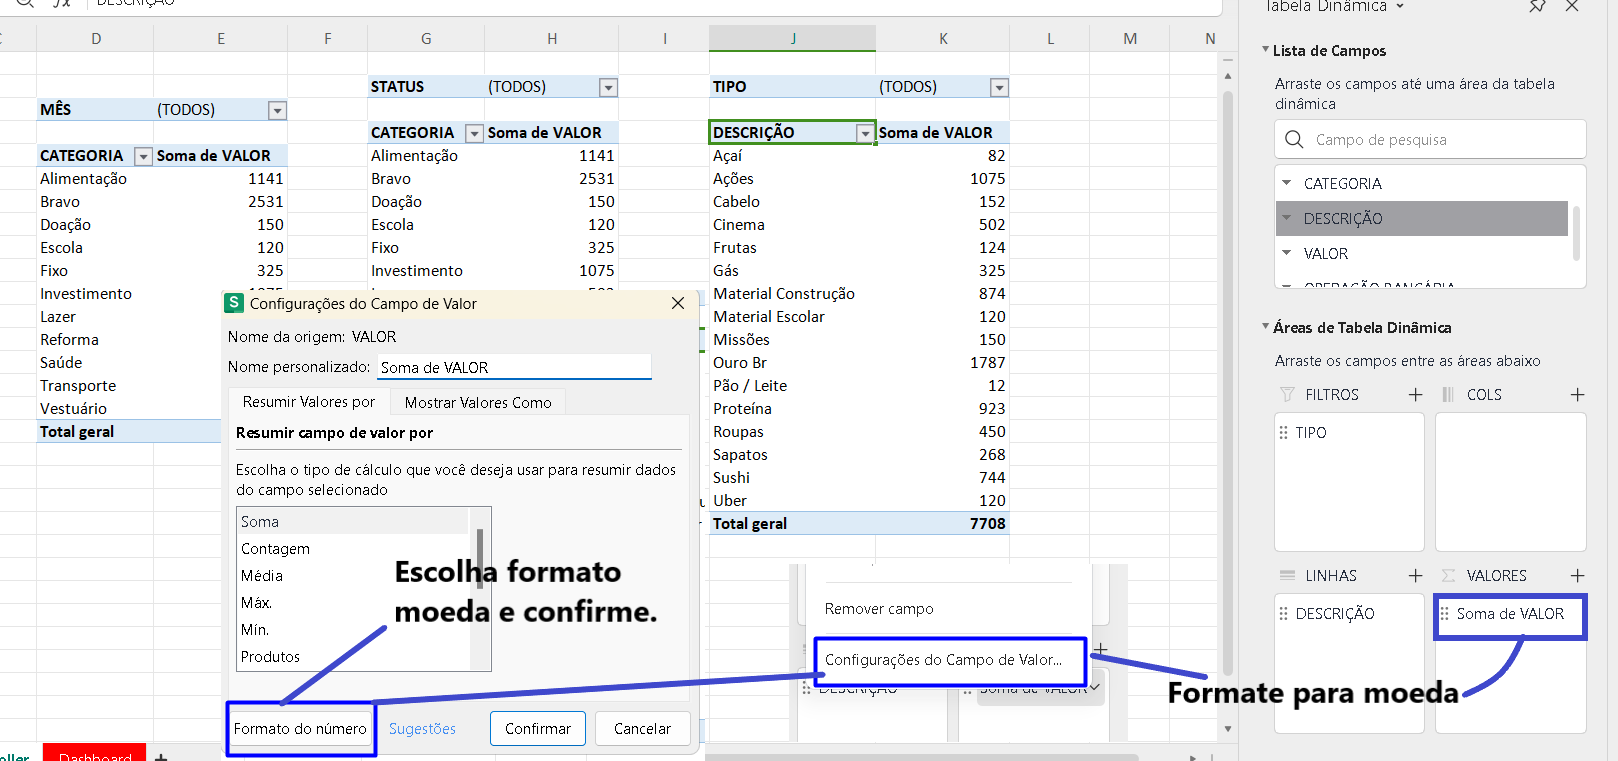 DESCRIÇÃO
Tabela Dinâmica
D E F G H I J K L M N
Lista de Campos
Arraste os campos até uma área da tabela
dinâmica
Campo de pesquisa
CATEGORIA
DESCRIÇÃO
VALOR
OPERAÇÃO BANCÁRIA
Áreas de Tabela Dinâmica
Arraste os campos entre as áreas abaixo
FILTROS
COLS
TIPO
LINHAS
VALORES
DESCRIÇÃO
Soma de VALOR
MÊS (TODOS)
CATEGORIA Soma de VALOR
Alimentação 1141
Bravo 2531
Doação 150
Escola 120
Fixo 325
Investimento
Lazer
Reforma
Saúde
Transporte
Vestuário
Total geral
STATUS (TODOS)
CATEGORIA Soma de VALOR
Alimentação 1141
Bravo 2531
Doação 150
Escola 120
Fixo 325
Investimento 1075
TIPO (TODOS)
DESCRIÇÃO Soma de VALOR
Açaí 82
Ações 1075
Cabelo 152
Cinema 502
Frutas 124
Gás 325
Material Construção 874
Material Escolar 120
Missões 150
Ouro Br 1787
Pão / Leite 12
Proteína 923
Roupas 450
Sapatos 268
Sushi 744
Uber 120
Total geral 7708
S Configurações do Campo de Valor
Nome da origem: VALOR
Nome personalizado: Soma de VALOR
Resumir Valores por Mostrar Valores Como
Resumir campo de valor por
Escolha o tipo de cálculo que você deseja usar para resumir dados
do campo selecionado
Soma
Contagem
Média
Máx.
Mín.
Produtos
Escolha formato
moeda e confirme.
Formato do número Sugestões Confirmar Cancelar
Remover campo
Configurações do Campo de Valor...
DESCRIÇÃO Soma de VALOR
Formate para moeda
Dashboard